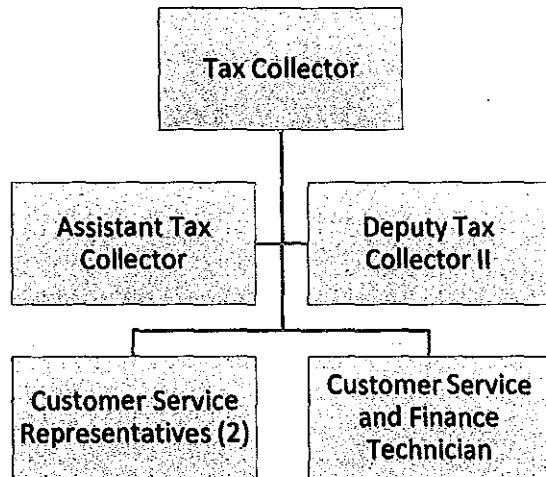 Tax Collector
Assistant Tax
Collector
Deputy Tax
Collector II
Customer Service
Representatives (2)
Customer Service
and Finance
Technician